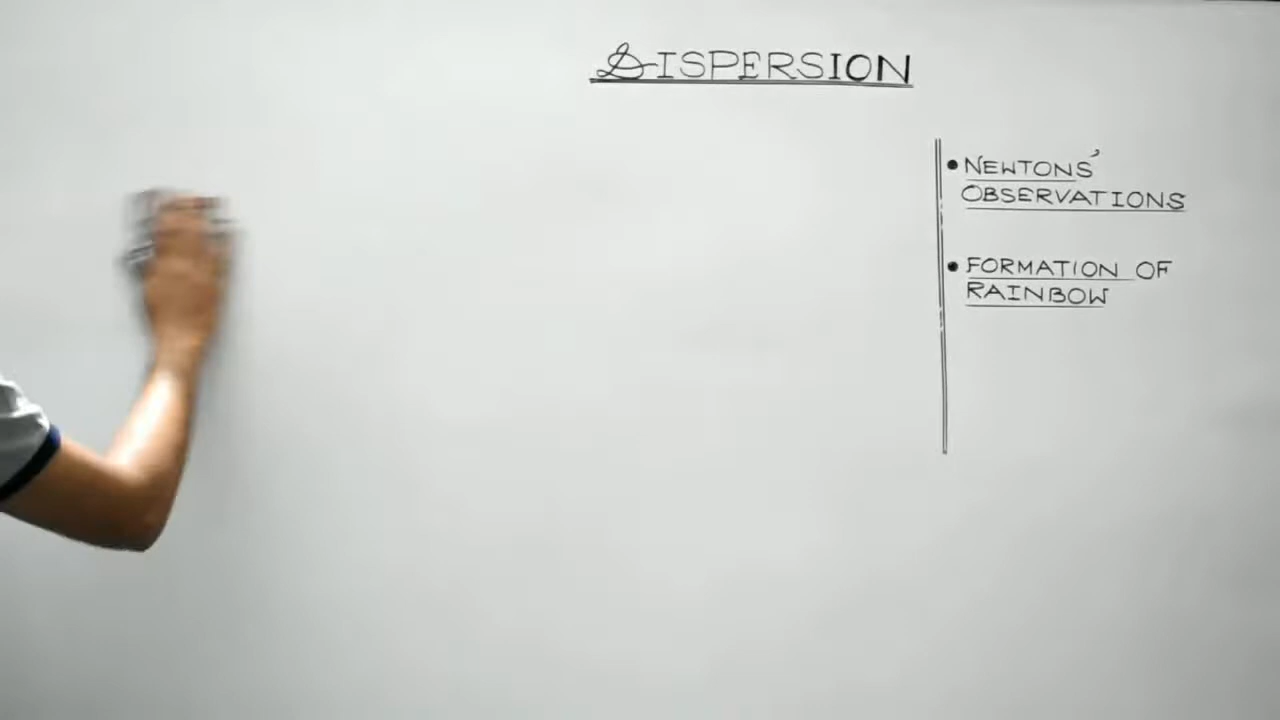 DISPERSION
• NEWTONS'
OBSERVATIONS
• FORMATION OF
RAINBOW